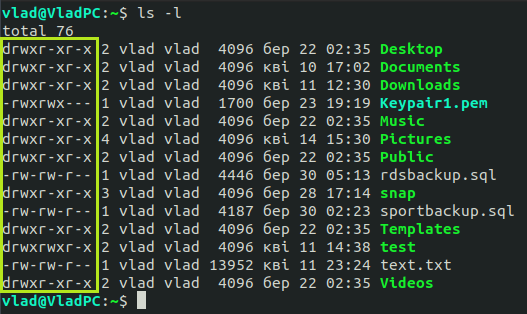 vlad@VladPC:~$ ls -l
total 76
drwxr-xr-x 2 vlad vlad  4096 бер 22 02:35 Desktop
drwxr-xr-x 2 vlad vlad  4096 кві 10 17:02 Documents
drwxr-xr-x 2 vlad vlad  4096 кві 11 12:30 Downloads
-rwxrwx--- 1 vlad vlad  1700 бер 23 19:19 Keypair1.pem
drwxr-xr-x 2 vlad vlad  4096 бер 22 02:35 Music
drwxr-xr-x 4 vlad vlad  4096 кві 14 15:30 Pictures
drwxr-xr-x 2 vlad vlad  4096 бер 22 02:35 Public
-rw-rw-r-- 1 vlad vlad  4446 бер 30 05:13 rdsbackup.sql
drwxr-xr-x 3 vlad vlad  4096 бер 28 17:14 snap
-rw-rw-r-- 1 vlad vlad  4187 бер 30 02:23 sportbackup.sql
drwxr-xr-x 2 vlad vlad  4096 бер 22 02:35 Templates
drwxrwxr-x 2 vlad vlad  4096 кві 11 14:38 test
-rw-rw-r-- 1 vlad vlad 13952 кві 11 23:24 text.txt
drwxr-xr-x 2 vlad vlad  4096 бер 22 02:35 Videos
vlad@VladPC:~$